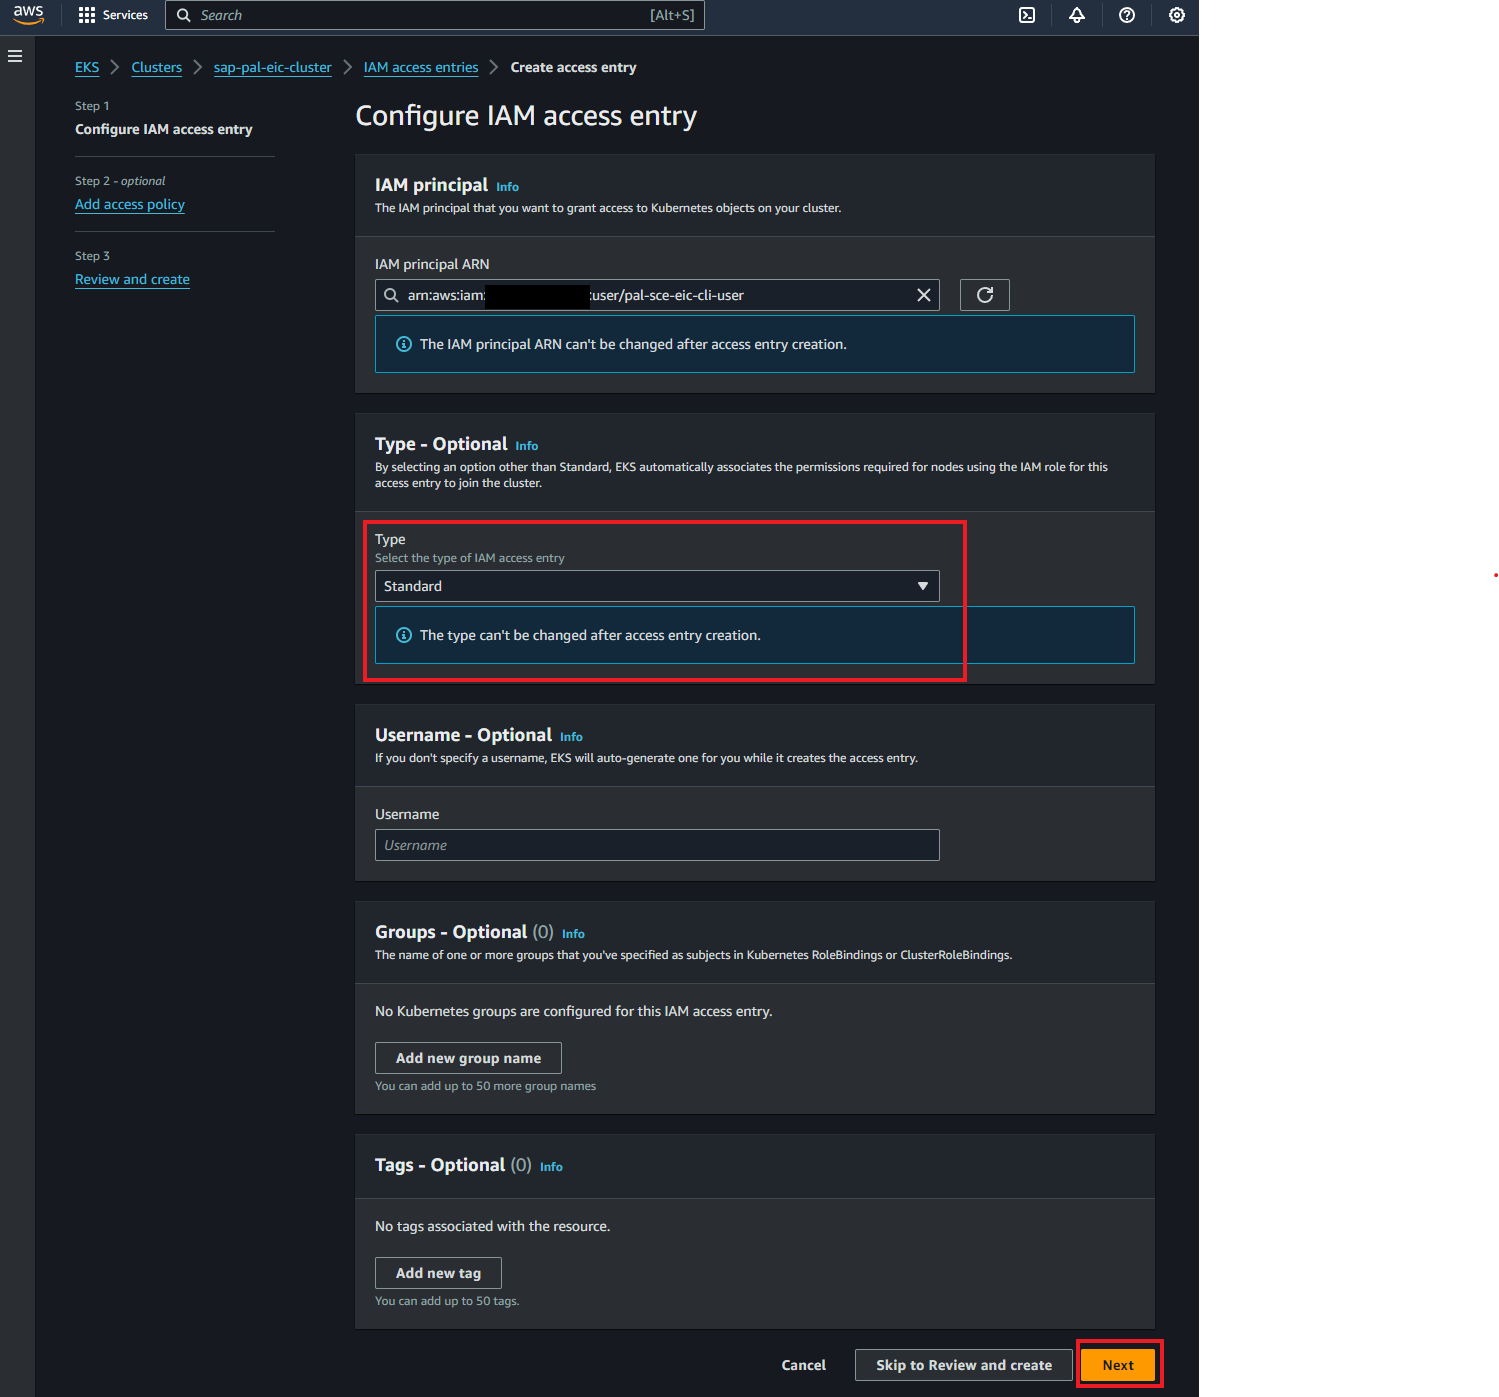 aws
Services
Search [Alt+S]
EKS Clusters sap-pal-eic-cluster IAM access entries Create access entry
Step 1
Configure IAM access entry
Step 2 - optional
Add access policy
Step 3
Review and create
Configure IAM access entry
IAM principal Info
The IAM principal that you want to grant access to Kubernetes objects on your cluster.
IAM principal ARN
arn:aws:iam: :user/pal-sce-eic-cli-user
The IAM principal ARN can't be changed after access entry creation.
Type - Optional Info
By selecting an option other than Standard, EKS automatically associates the permissions required for nodes using the IAM role for this
access entry to join the cluster.
Type
Select the type of IAM access entry
Standard
The type can't be changed after access entry creation.
Username - Optional Info
If you don't specify a username, EKS will auto-generate one for you while it creates the access entry.
Username
Username
Groups - Optional (0) Info
The name of one or more groups that you've specified as subjects in Kubernetes RoleBindings or ClusterRoleBindings.
No Kubernetes groups are configured for this IAM access entry.
Add new group name
You can add up to 50 more group names
Tags - Optional (0) Info
No tags associated with the resource.
Add new tag
You can add up to 50 tags.
Cancel Skip to Review and create Next